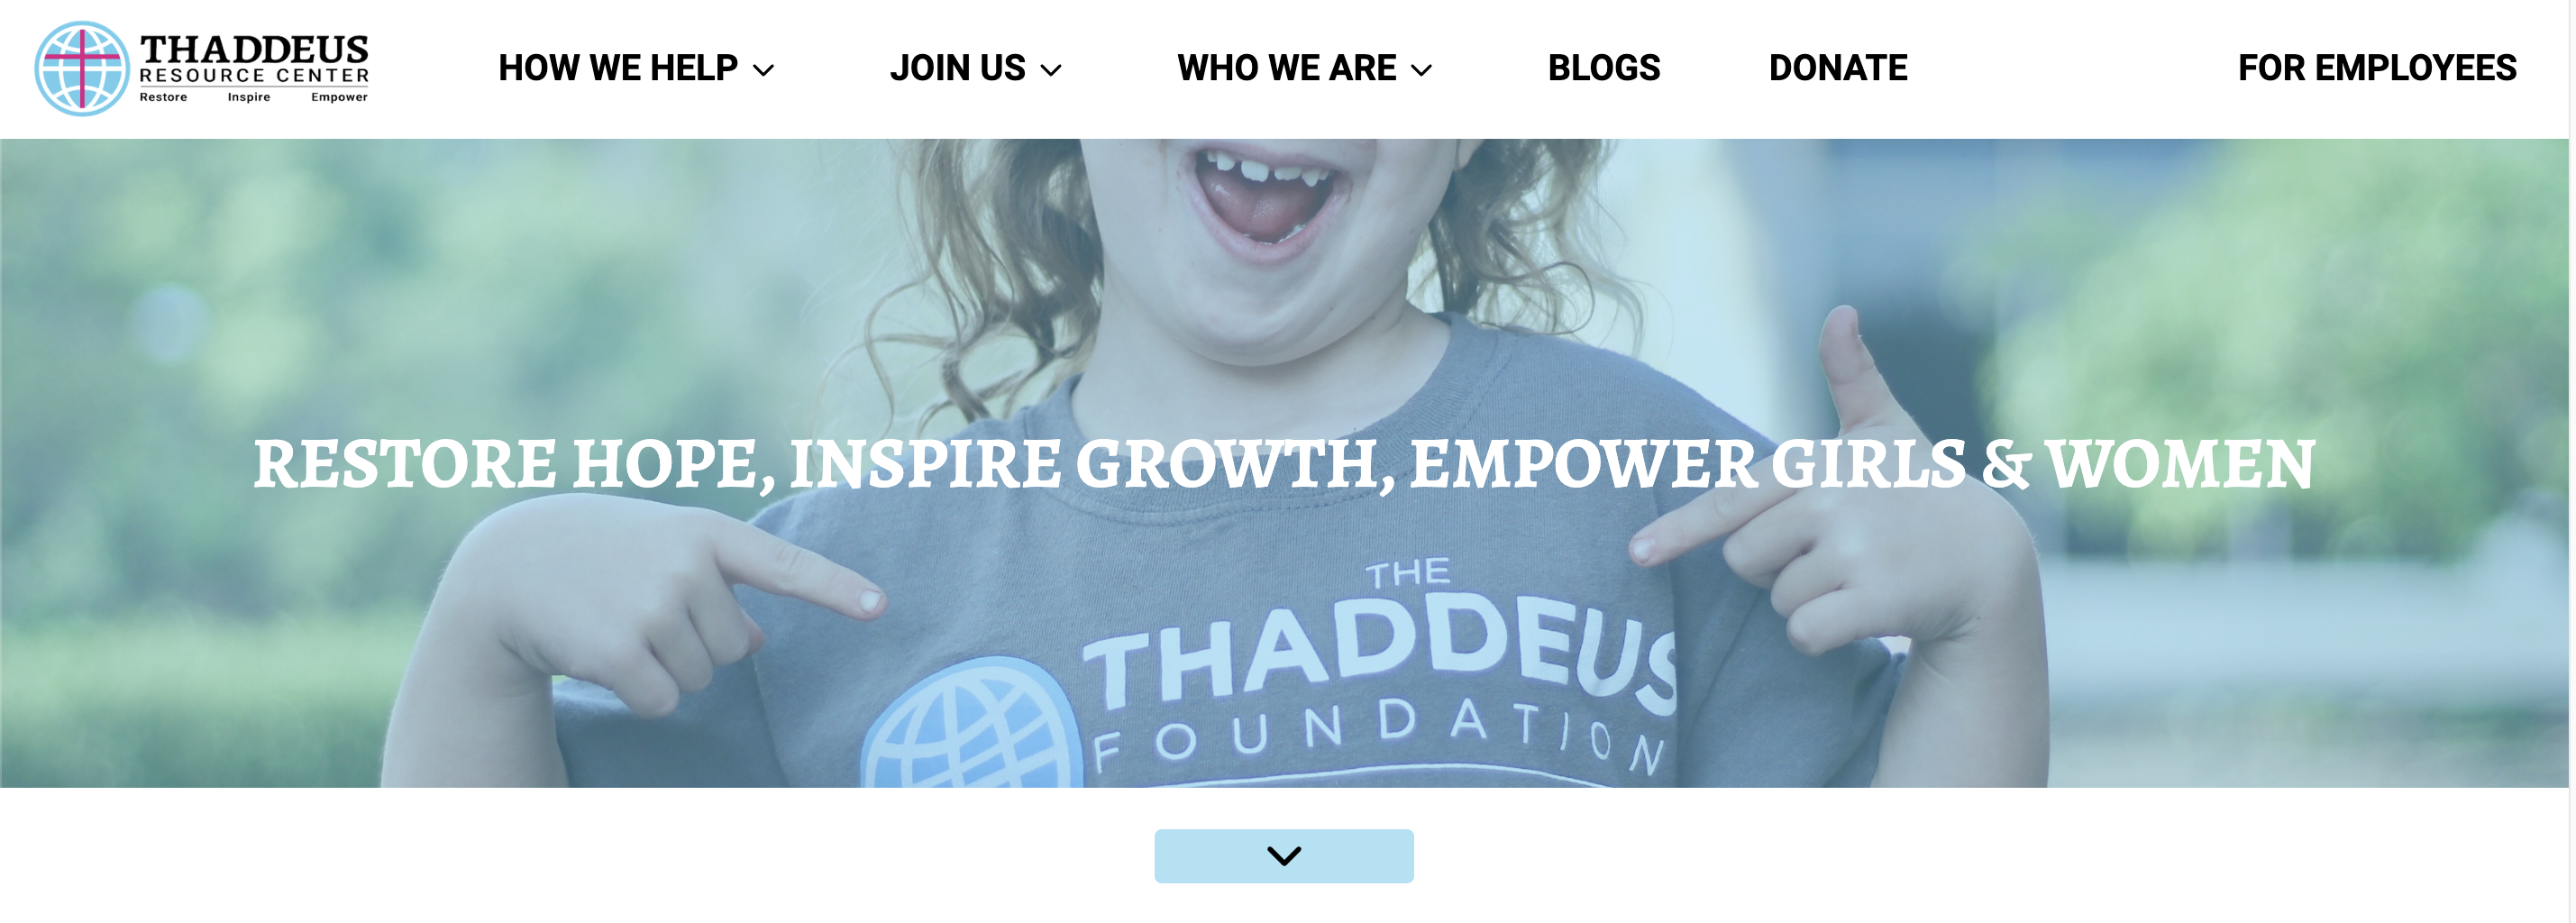 THADDEUS
RESOURCE CENTER
Restore Inspire Empower
HOW WE HELP
JOIN US
WHO WE ARE
BLOGS
DONATE
FOR EMPLOYEES
RESTORE HOPE, INSPIRE GROWTH, EMPOWER GIRLS & WOMEN
THE
THADDEUS
FOUNDATION